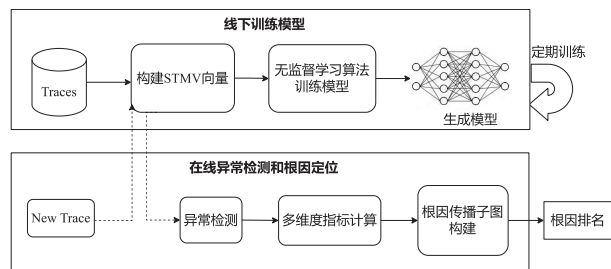 线下训练模型
Traces
构建STMV向量
无监督学习算法
训练模型
生成模型
定期训练
在线异常检测和根因定位
New Trace
异常检测
多维度指标计算
根因传播子图
构建
根因排名